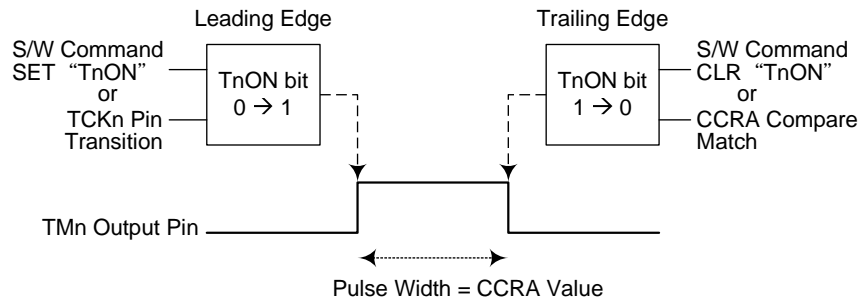 Leading Edge
S/W Command
SET “TnON”
or
TCKn Pin
Transition
TnON bit
0 → 1
Trailing Edge
TnON bit
1 → 0
S/W Command
CLR “TnON”
or
CCRA Compare
Match
TMn Output Pin
Pulse Width = CCRA Value